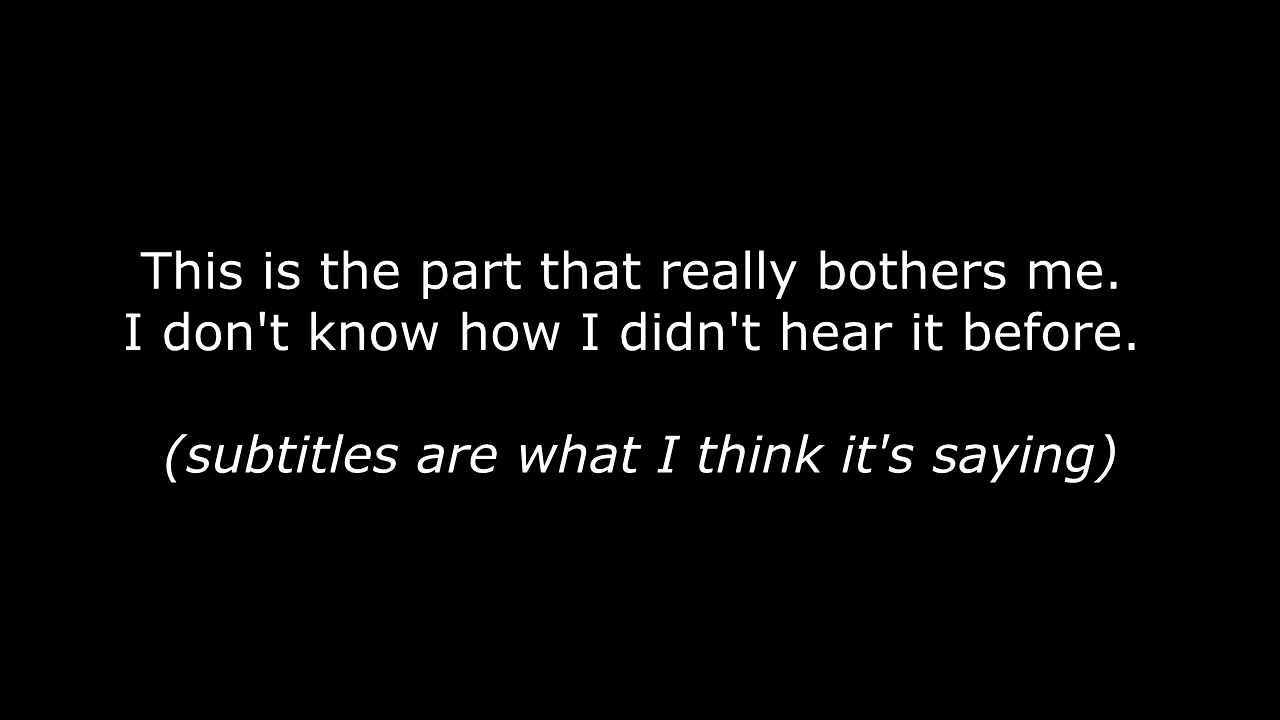 This is the part that really bothers me.
I don't know how I didn't hear it before.
(subtitles are what I think it's saying)